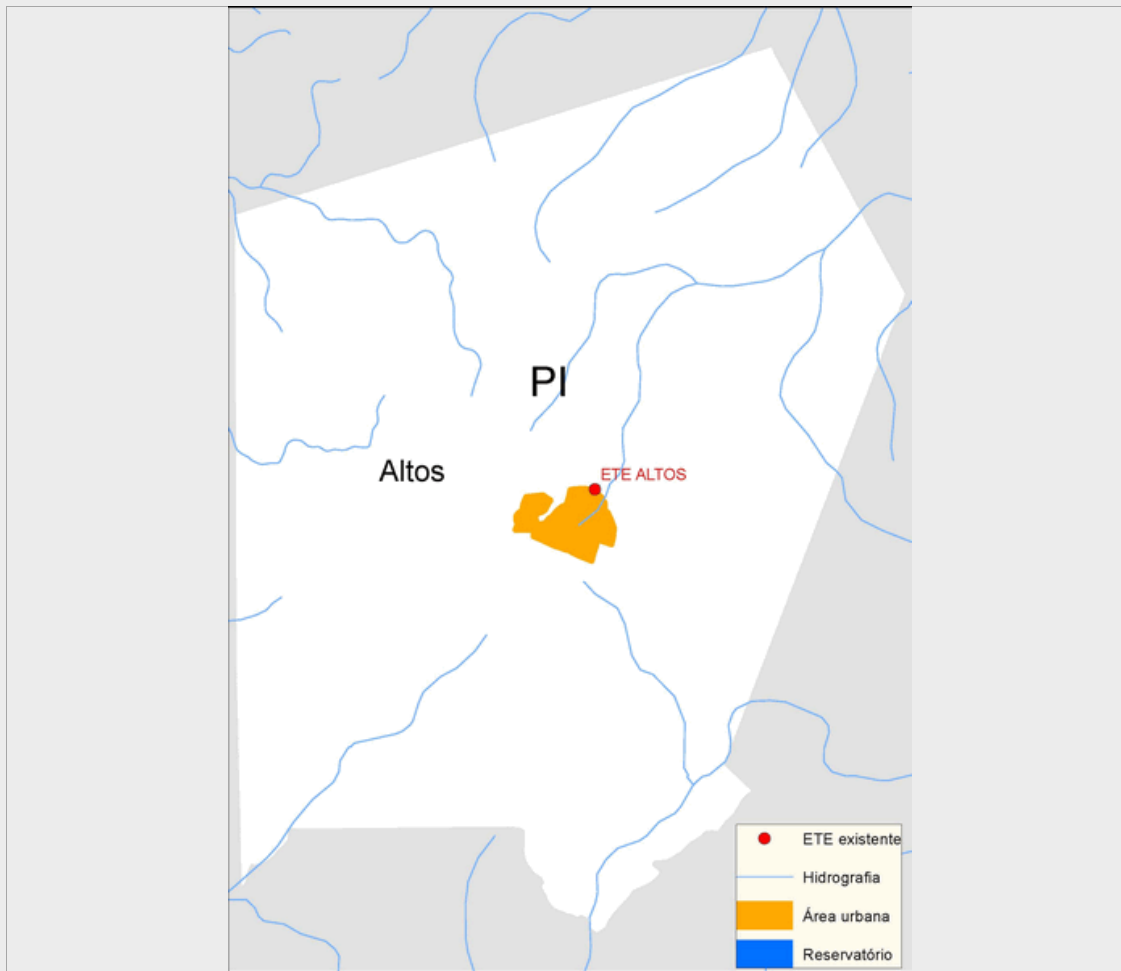 PI
Altos
ETE ALTOS
ETE existente
Hidrografia
Área urbana
Reservatório